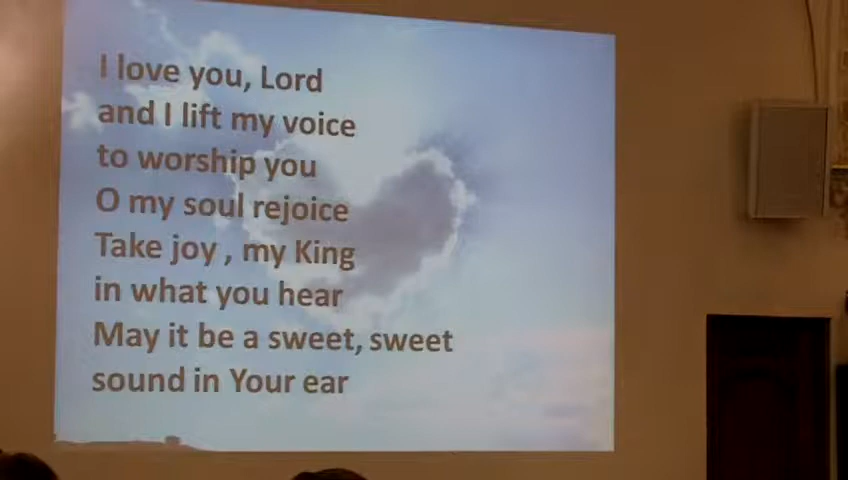 I love you, Lord
and I lift my voice
to worship you
O my soul rejoice
Take joy , my King
in what you hear
May it be a sweet, sweet
sound in Your ear